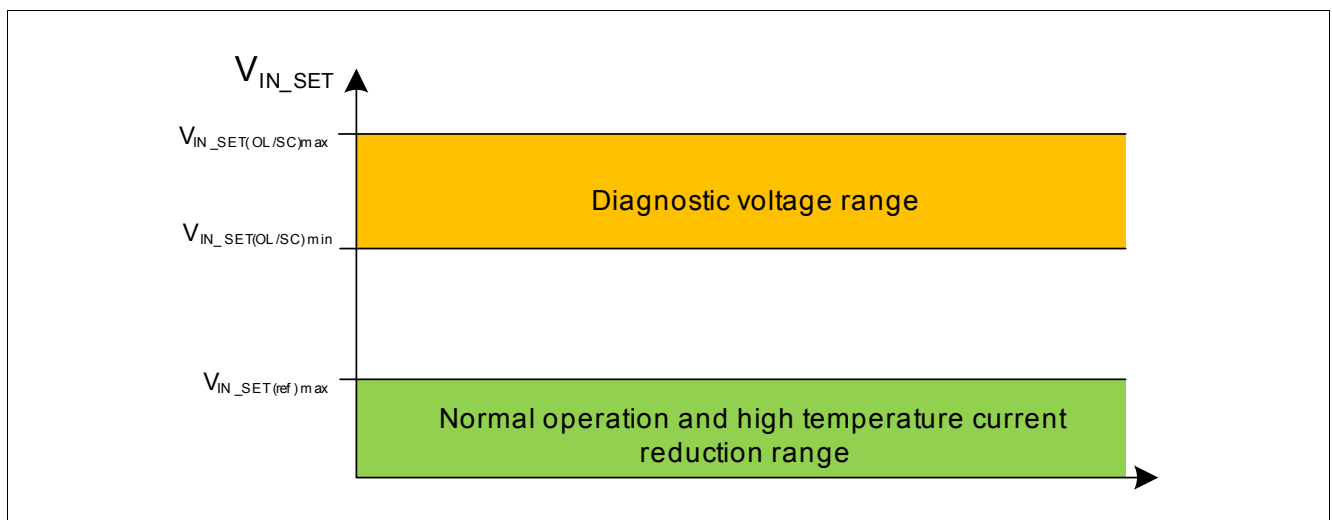 VIN_SET
VIN_SET(OL/SC)max
Diagnostic voltage range
VIN_SET(OL/SC)min
VIN_SET(ref)max
Normal operation and high temperature current
reduction range